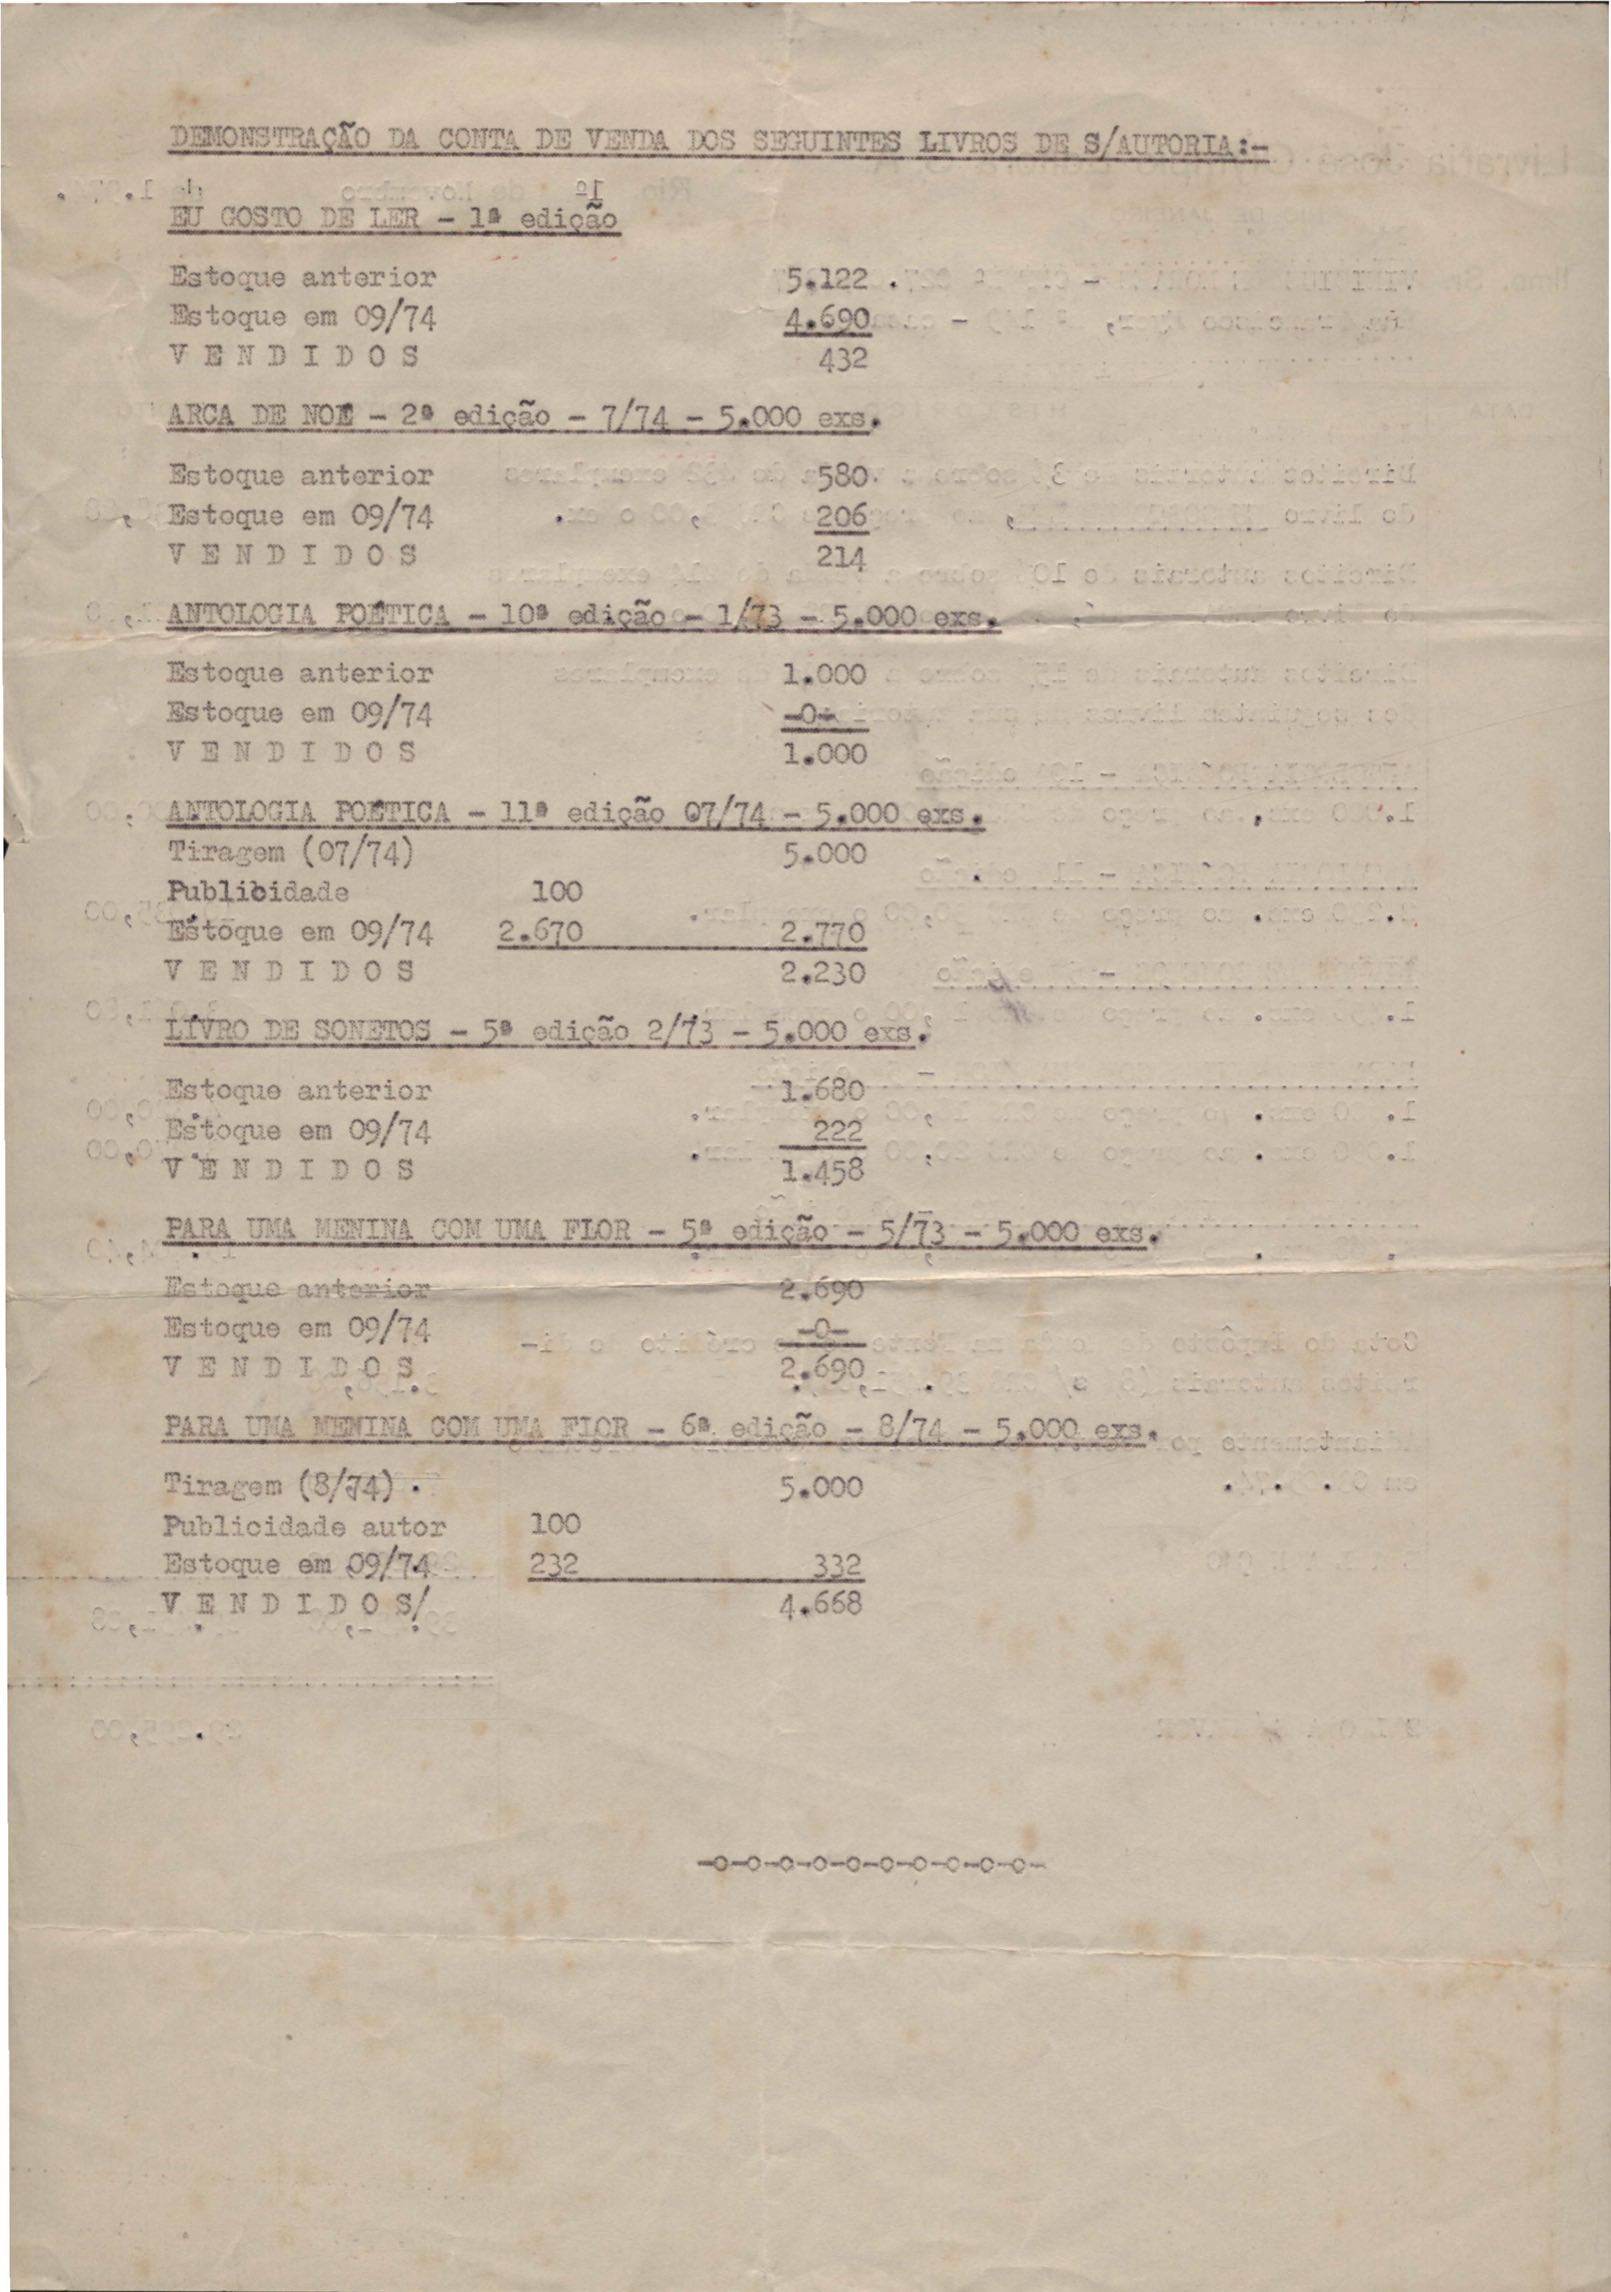 DEMONSTRAÇÃO DA CONTA DE VENDA DOS SEGUINTES LIVROS DE S/AUTORIA:-
EU GOSTO DE LER - 1ª edição
Estoque anterior 5.122
Estoque em 09/74 4.690
V E N D I D O S 432
ARCA DE NOÉ - 2ª edição - 7/74 - 5.000 exs.
Estoque anterior 580
Estoque em 09/74 206
V E N D I D O S 214
ANTOLOGIA POÉTICA - 10ª edição - 1/73 - 5.000 exs.
Estoque anterior 1.000
Estoque em 09/74 -0-
V E N D I D O S 1.000
ANTOLOGIA POÉTICA - 11ª edição 07/74 - 5.000 exs.
Tiragem (07/74) 5.000
Publicidade 100
Estoque em 09/74 2.670 2.770
V E N D I D O S 2.230
LIVRO DE SONETOS - 5ª edição 2/73 - 5.000 exs.
Estoque anterior 1.680
Estoque em 09/74 222
V E N D I D O S 1.458
PARA UMA MENINA COM UMA FLOR - 5ª edição - 5/73 - 5.000 exs.
Estoque anterior 2.690
Estoque em 09/74 -0-
V E N D I D O S 2.690
PARA UMA MENINA COM UMA FLOR - 6ª edição - 8/74 - 5.000 exs.
Tiragem (8/74) 5.000
Publicidade autor 100
Estoque em 09/74 232 332
V E N D I D O S/ 4.668
-o-o-o-o-o-o-o-o-o-o-